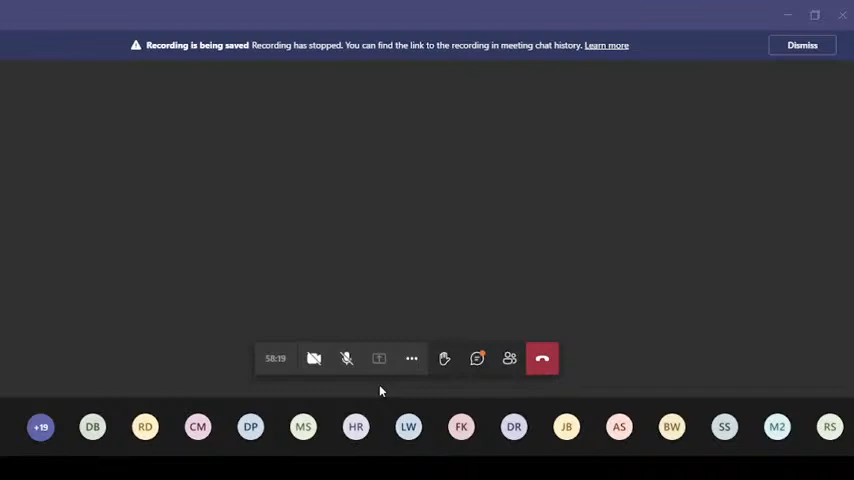 Recording is being saved Recording has stopped. You can find the link to the recording in meeting chat history. Learn more
Dismiss
58:19
+19 DB RD CM DP MS HR LW FK DR JB AS BW SS M2 RS